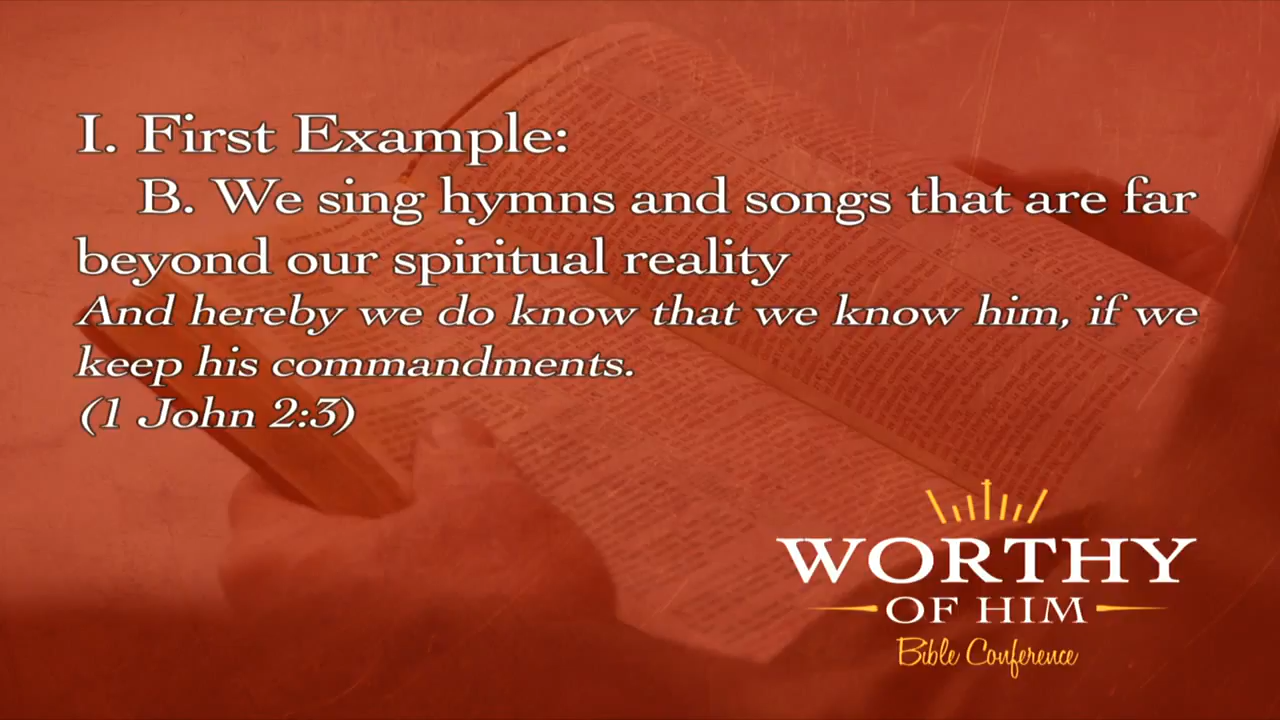 I. First Example:
B. We sing hymns and songs that are far
beyond our spiritual reality
And hereby we do know that we know him, if we
keep his commandments.
(1 John 2:3)
WORTHY
OF HIM
Bible Conference